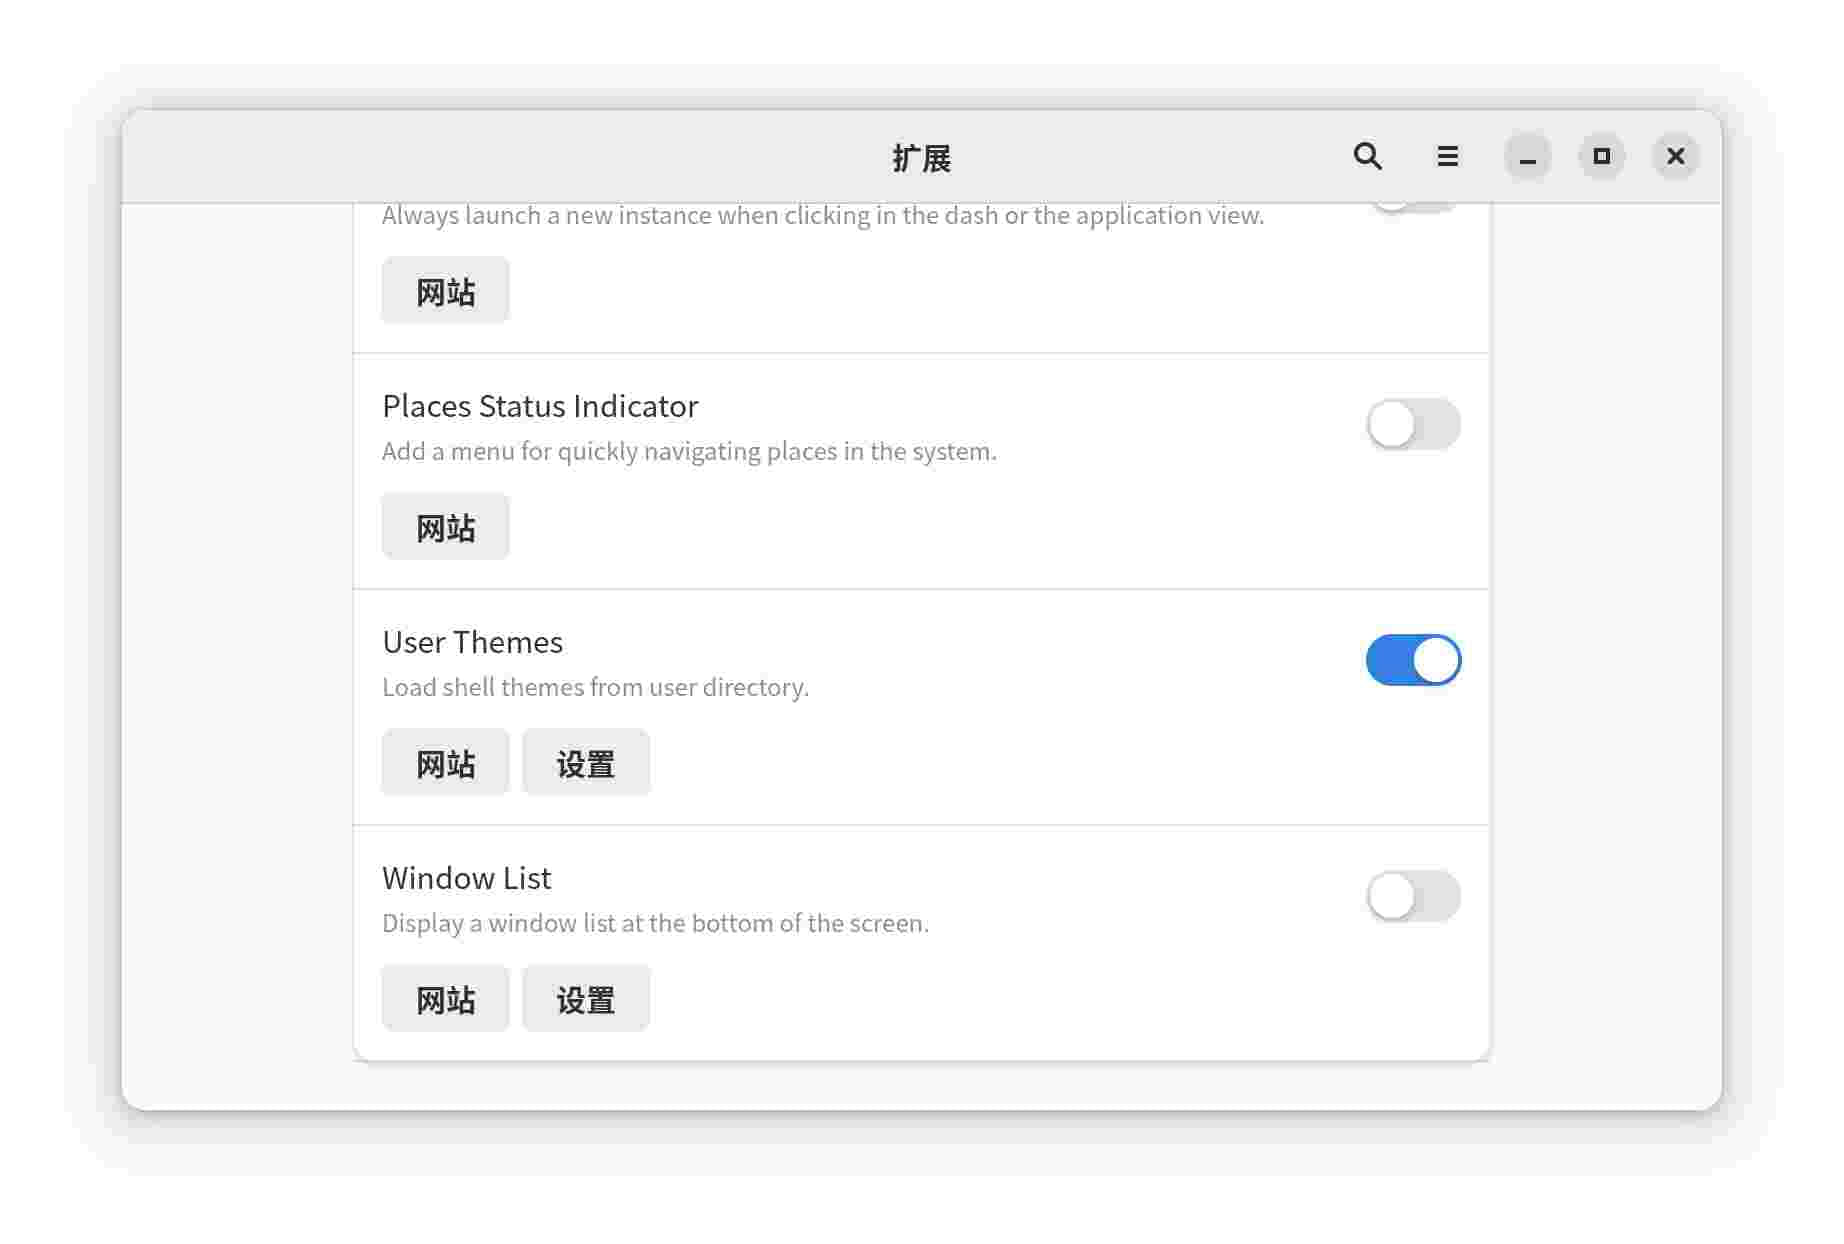 扩展
Always launch a new instance when clicking in the dash or the application view.
网站
Places Status Indicator
Add a menu for quickly navigating places in the system.
网站
User Themes
Load shell themes from user directory.
网站 设置
Window List
Display a window list at the bottom of the screen.
网站 设置